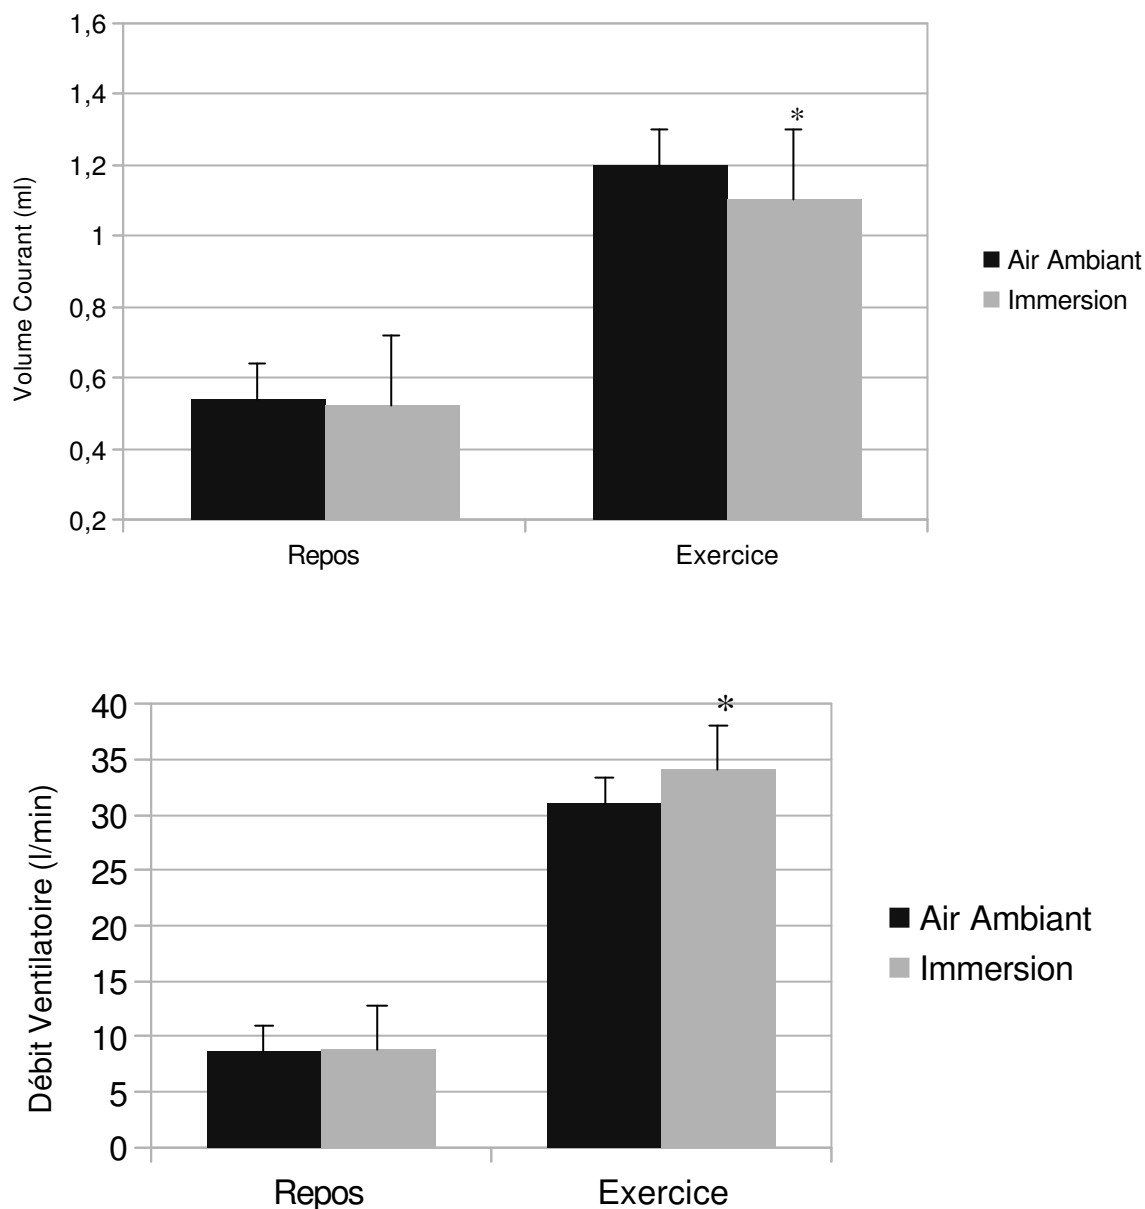 1,6
1,4
1,2
1
0,8
0,6
0,4
0,2
Volume Courant (ml)
*
Repos
Exercice
Air Ambiant
Immersion
40
35
30
25
20
15
10
5
0
Débit Ventilatoire (l/min)
*
Repos
Exercice
Air Ambiant
Immersion